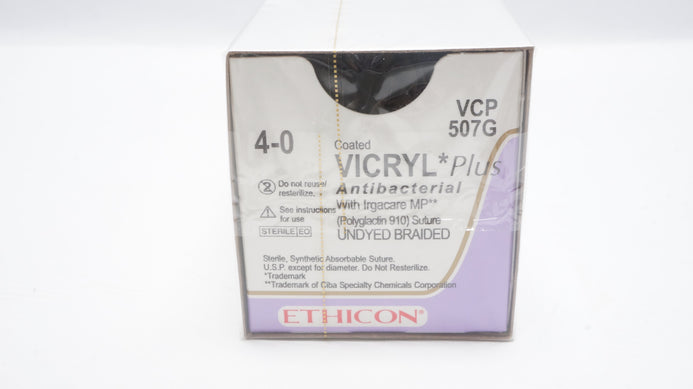 VCP
507G
4-0
Coated
VICRYL* Plus
Antibacterial
With Irgacare MP**
(Polyglactin 910) Suture
UNDYED BRAIDED
2 Do not reuse/
resterilize.
See instructions
for use
STERILE EO
Sterile, Synthetic Absorbable Suture.
U.S.P. except for diameter. Do Not Resterilize.
*Trademark
**Trademark of Ciba Specialty Chemicals Corporation
ETHICON®